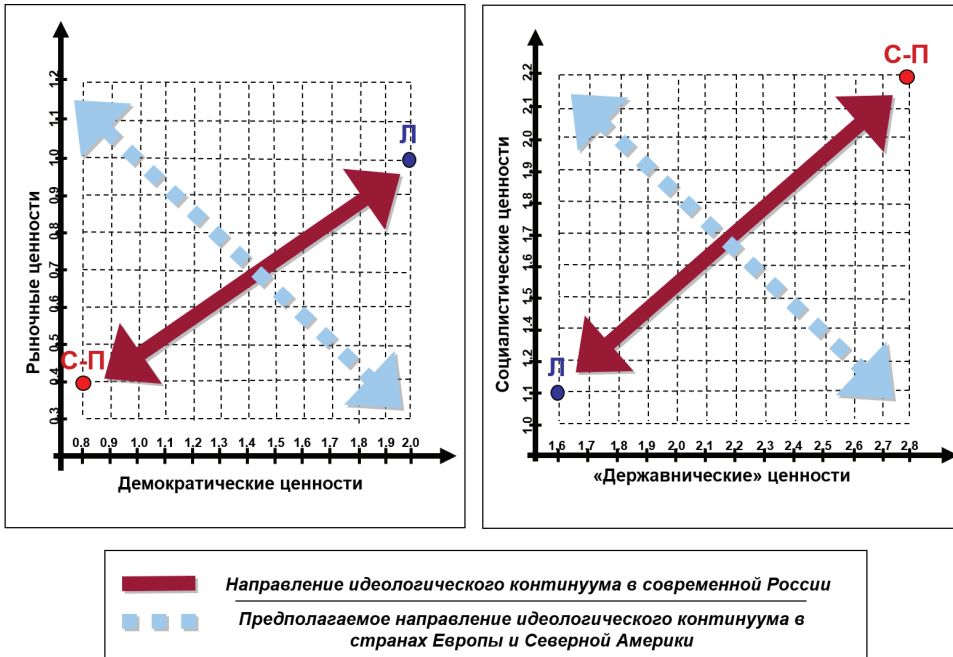 Рыночные ценности
1,2
1,1
1,0
0,9
0,8
0,7
0,6
0,5
0,4
0,3
Л
С-П
0,8 0,9 1,0 1,1 1,2 1,3 1,4 1,5 1,6 1,7 1,8 1,9 2,0
Демократические ценности
Социалистические ценности
2,2
2,1
2,0
1,9
1,8
1,7
1,6
1,5
1,4
1,2
1,1
1,0
С-П
Л
1,6 1,7 1,8 1,9 2,0 2,1 2,2 2,3 2,4 2,5 2,6 2,7 2,8
«Державнические» ценности
Направление идеологического континуума в современной России
Предполагаемое направление идеологического континуума в
странах Европы и Северной Америки